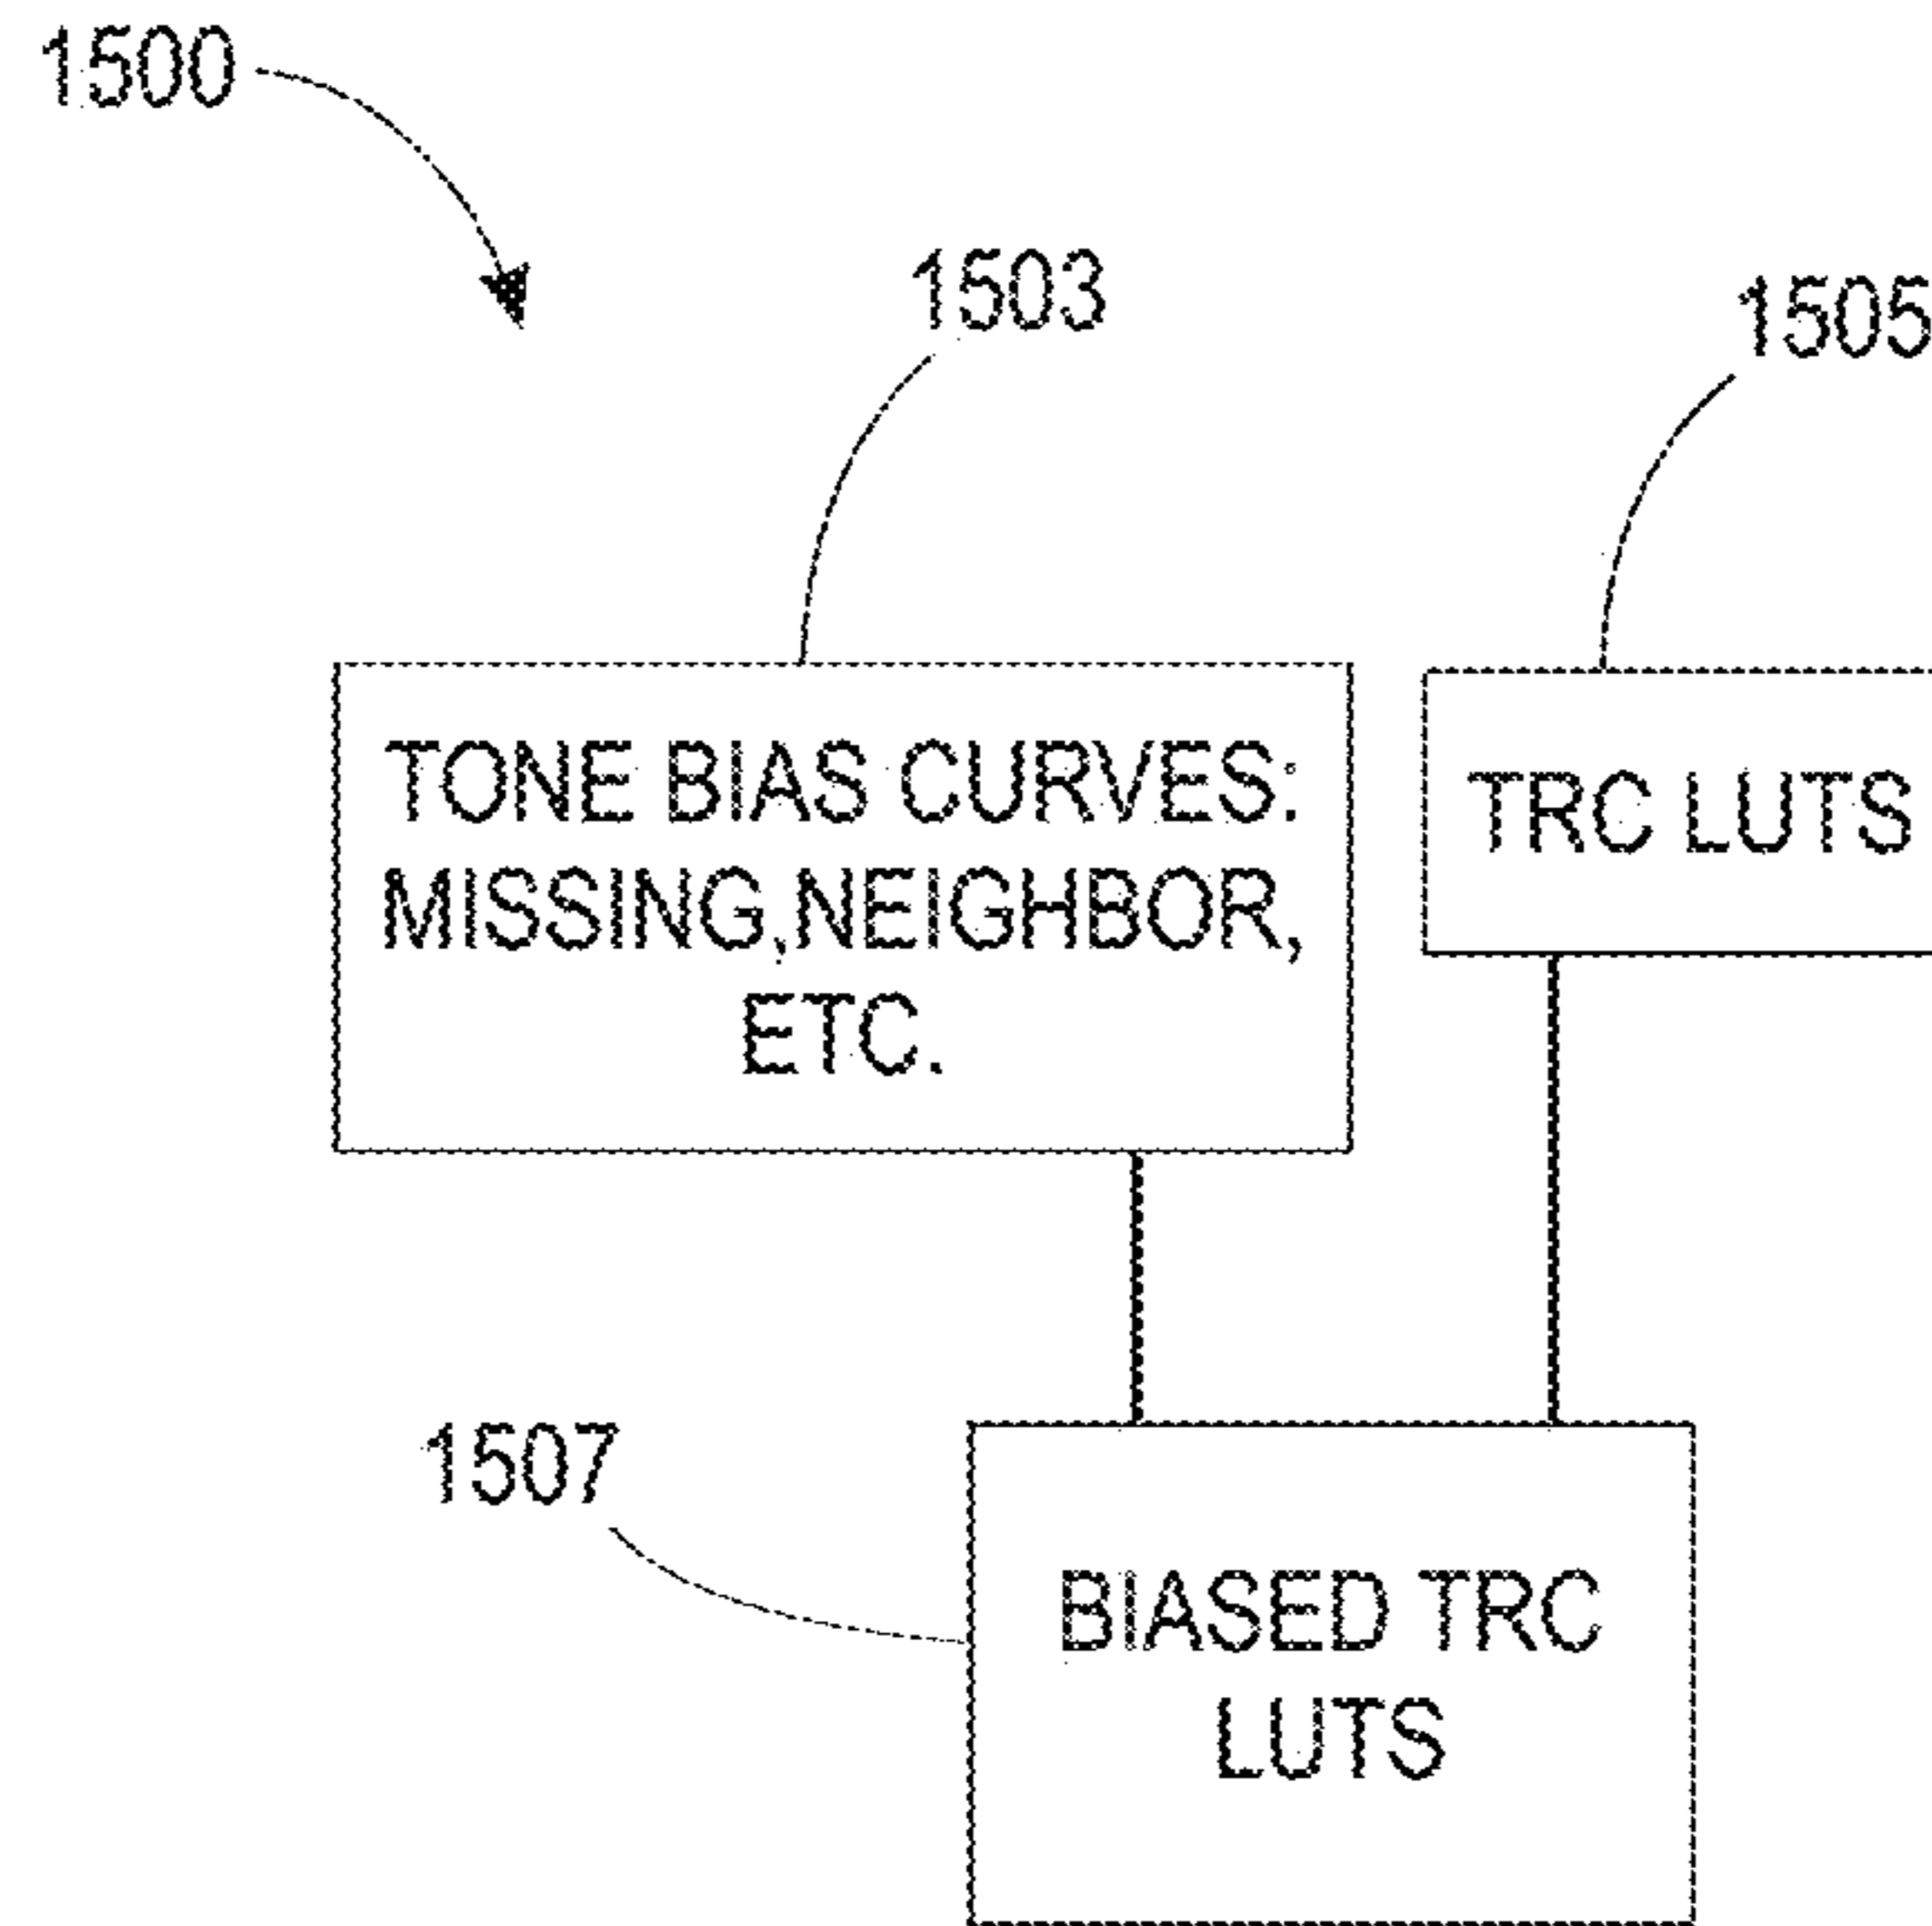 1500
1503
1505
TONE BIAS CURVES:
MISSING,NEIGHBOR,
ETC.
TRC LUTS
1507
BIASED TRC
LUTS